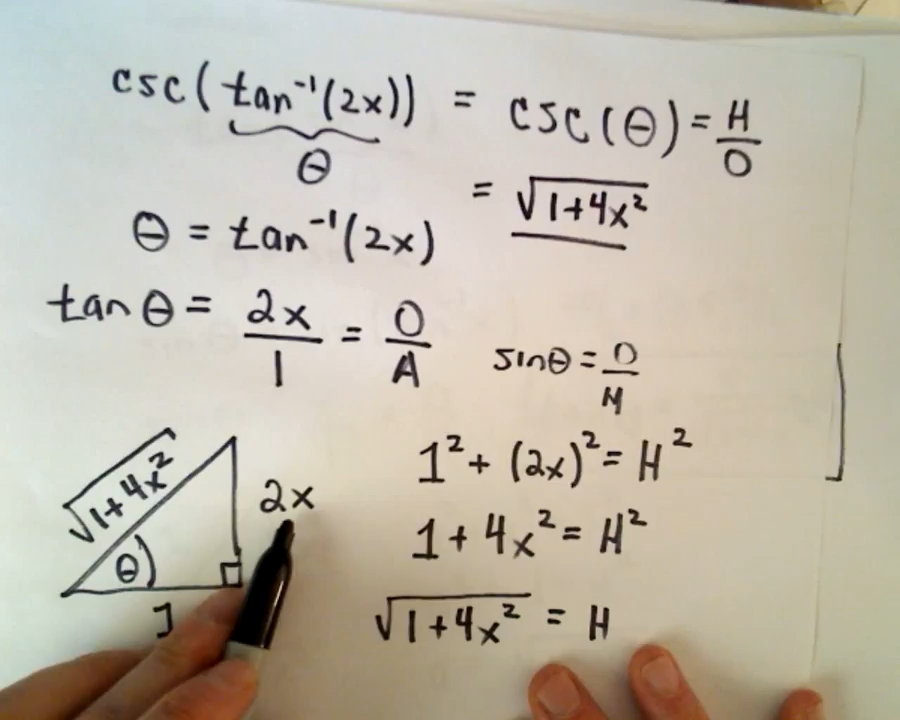 csc(tan⁻¹(2x)) = csc(θ) = H/O
θ
= √(1+4x²)
θ = tan⁻¹(2x)
tan θ = 2x/1 = O/A
sinθ = O/H
1² + (2x)² = H²
√(1+4x²)
2x
1 + 4x² = H²
θ
1
√(1+4x²) = H